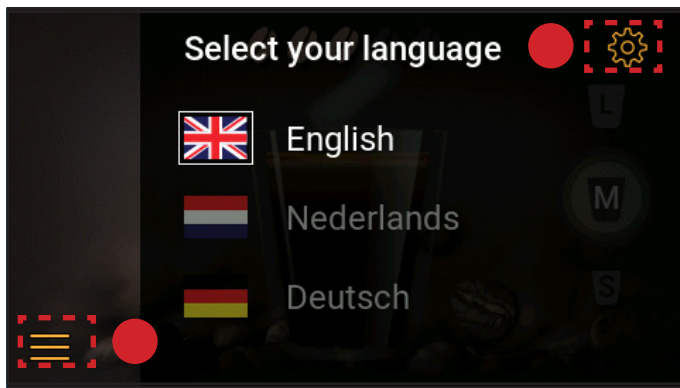 Select your language
English
L
Nederlands
M
Deutsch
S